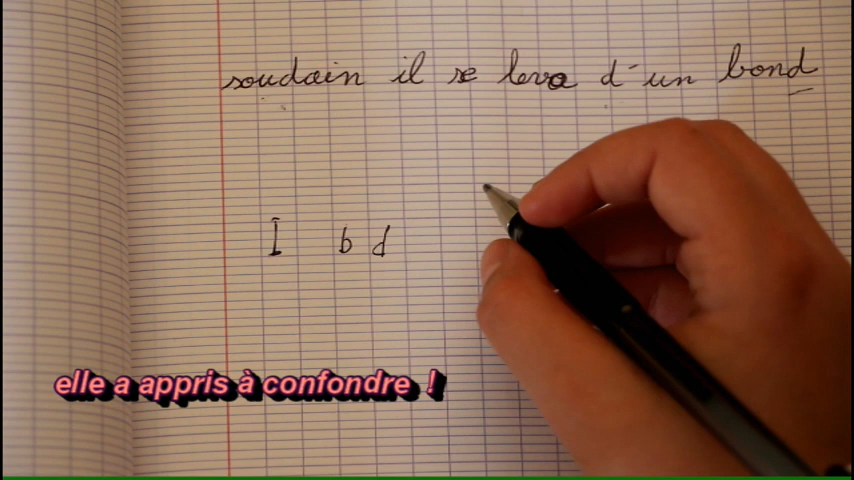 soudain il se leva d'un bond
I b d
elle a appris à confondre !